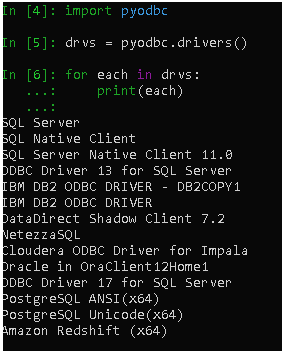 In [4]: import pyodbc
In [5]: drvs = pyodbc.drivers()
In [6]: for each in drvs:
   ...:     print(each)
   ...:
SQL Server
SQL Native Client
SQL Server Native Client 11.0
ODBC Driver 13 for SQL Server
IBM DB2 ODBC DRIVER - DB2COPY1
IBM DB2 ODBC DRIVER
DataDirect Shadow Client 7.2
NetezzaSQL
Cloudera ODBC Driver for Impala
Oracle in OraClient12Home1
ODBC Driver 17 for SQL Server
PostgreSQL ANSI(x64)
PostgreSQL Unicode(x64)
Amazon Redshift (x64)